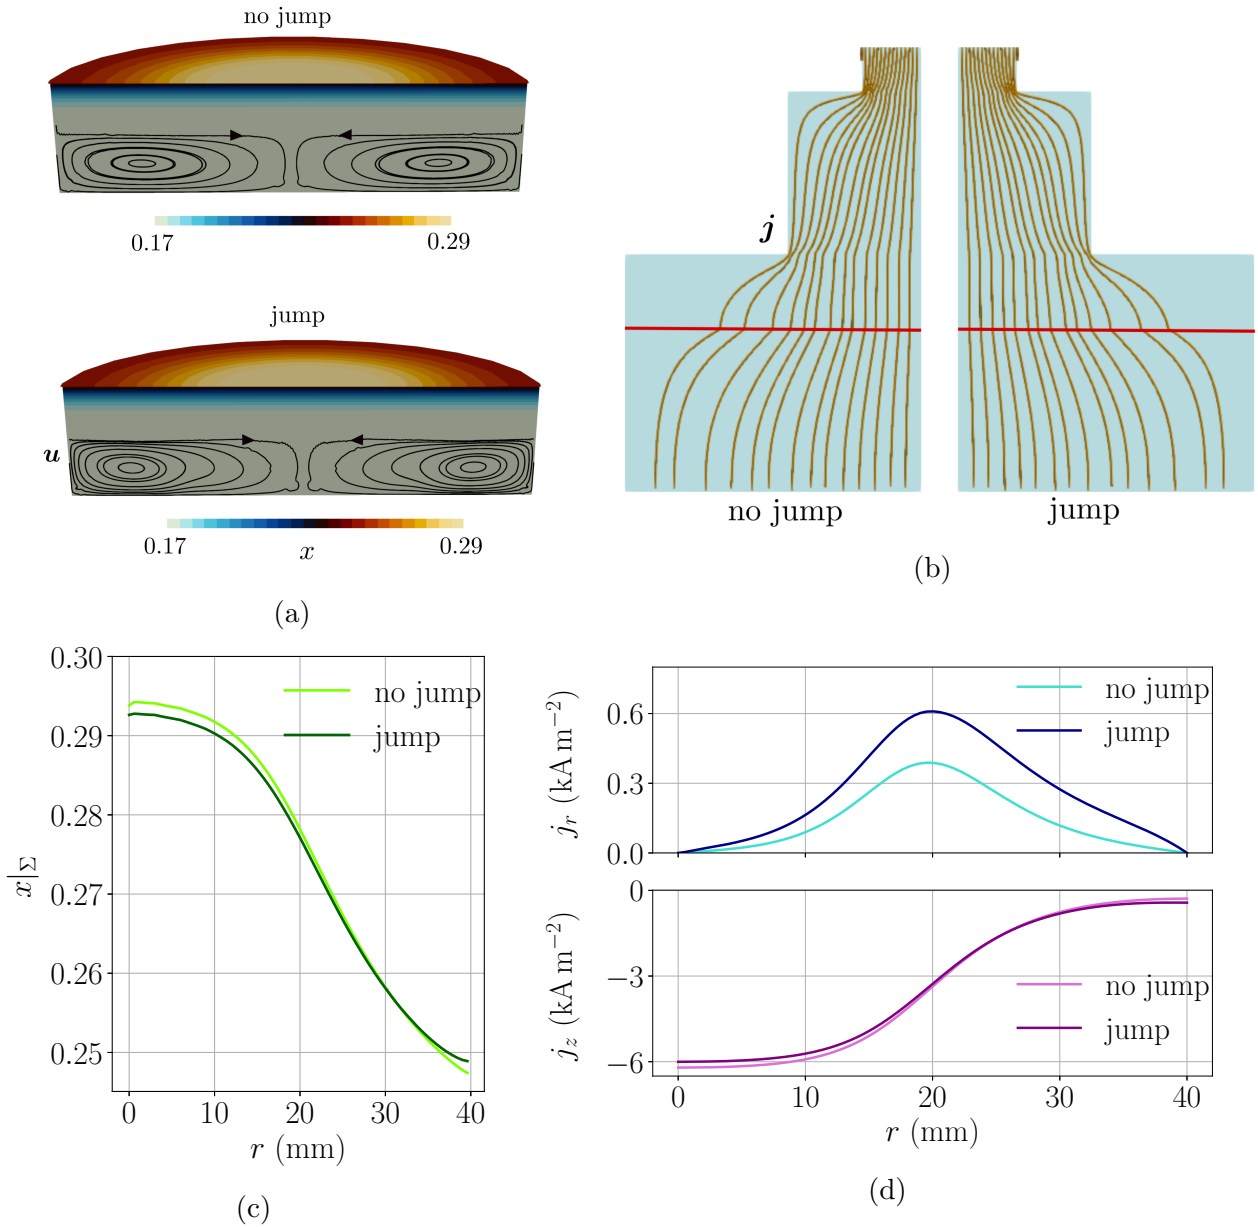 no jump
0.17 0.29
jump
u
0.17 x 0.29
(a)
j
no jump jump
(b)
0.30
0.29
0.28
0.27
0.26
0.25
x|Σ
no jump
jump
0 10 20 30 40
r (mm)
(c)
0.6
0.3
0.0
j_r (kA m⁻²)
no jump
jump
0
−3
−6
j_z (kA m⁻²)
no jump
jump
0 10 20 30 40
r (mm)
(d)